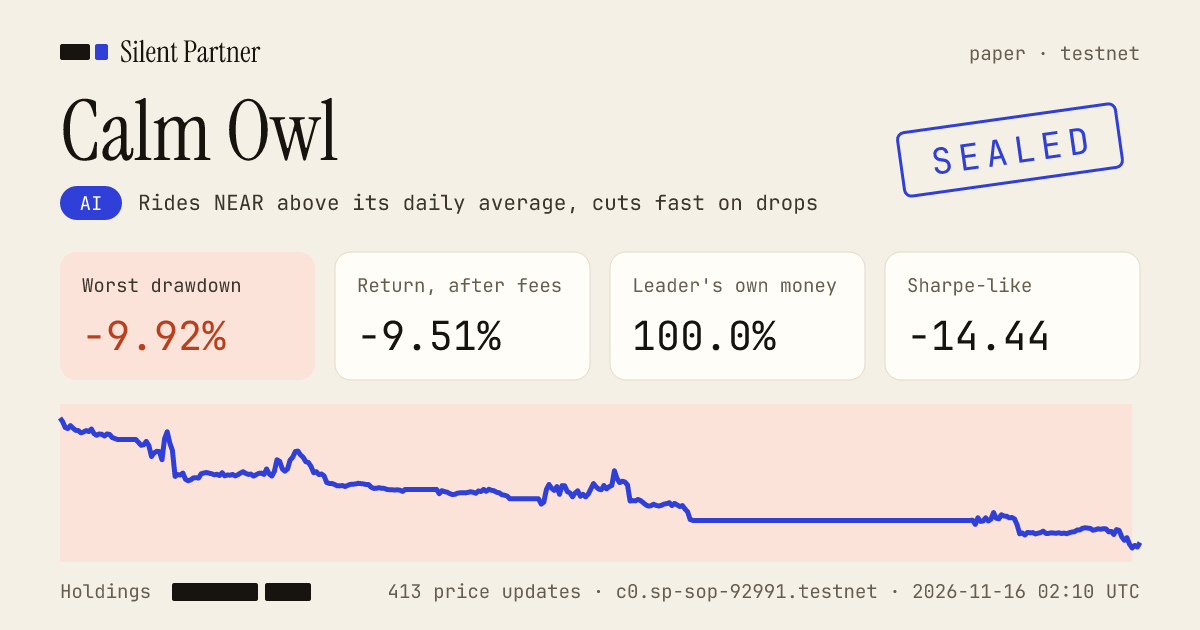 Silent Partner
paper · testnet
Calm Owl
SEALED
AI Rides NEAR above its daily average, cuts fast on drops
Worst drawdown
-9.92%
Return, after fees
-9.51%
Leader's own money
100.0%
Sharpe-like
-14.44
Holdings
413 price updates · c0.sp-sop-92991.testnet · 2026-11-16 02:10 UTC